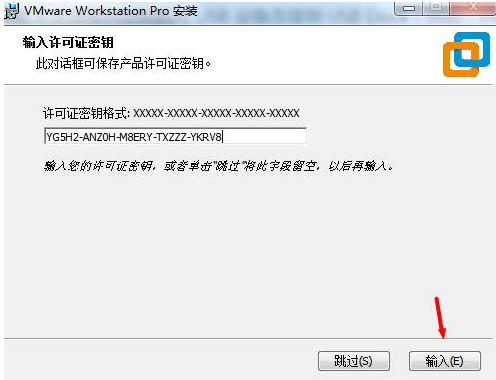 VMware Workstation Pro 安装
输入许可证密钥
此对话框可保存产品许可证密钥。
许可证密钥格式: XXXXX-XXXXX-XXXXX-XXXXX-XXXXX
YG5H2-ANZ0H-M8ERY-TXZZZ-YKRV8
输入您的许可证密钥，或者单击“跳过”将此字段留空，以后再输入。
跳过(S)
输入(E)